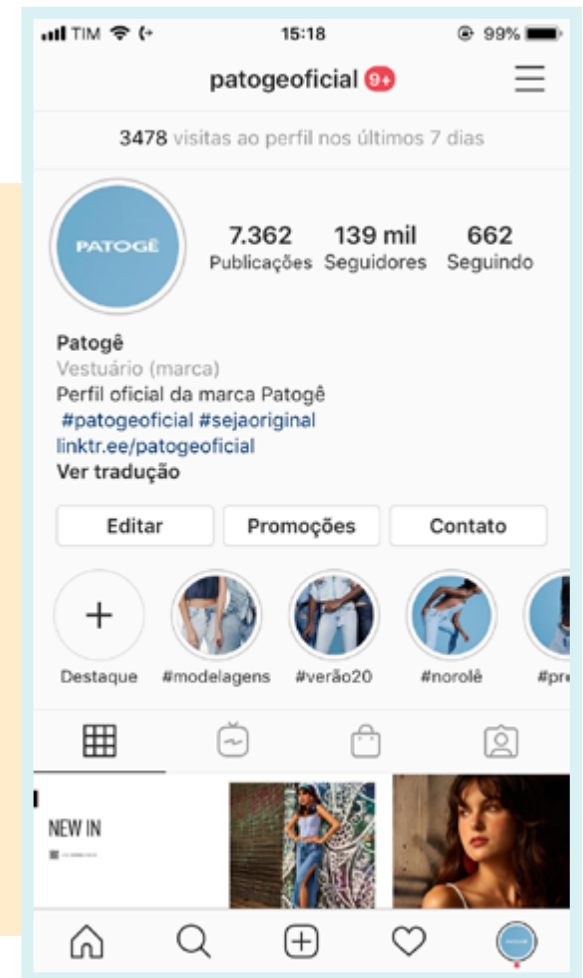 TIM 15:18 99%
patogeoficial 9+
3478 visitas ao perfil nos últimos 7 dias
PATOGÊ
7.362 139 mil 662
Publicações Seguidores Seguindo
Patogê
Vestuário (marca)
Perfil oficial da marca Patogê
#patogeoficial #sejaoriginal
linktr.ee/patogeoficial
Ver tradução
Editar Promoções Contato
Destaque #modelagens #verão20 #norolê #pre
NEW IN